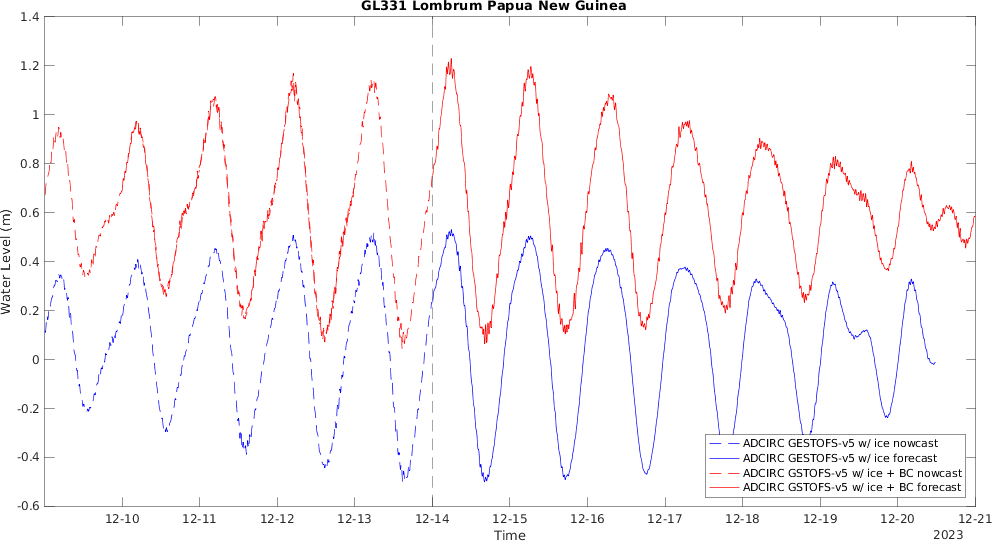 GL331 Lombrum Papua New Guinea
1.4
1.2
1
0.8
0.6
0.4
0.2
0
-0.2
-0.4
-0.6
Water Level (m)
ADCIRC GESTOFS-v5 w/ ice nowcast
ADCIRC GESTOFS-v5 w/ ice forecast
ADCIRC GSTOFS-v5 w/ ice + BC nowcast
ADCIRC GSTOFS-v5 w/ ice + BC forecast
12-10 12-11 12-12 12-13 12-14 12-15 12-16 12-17 12-18 12-19 12-20 12-21
Time
2023